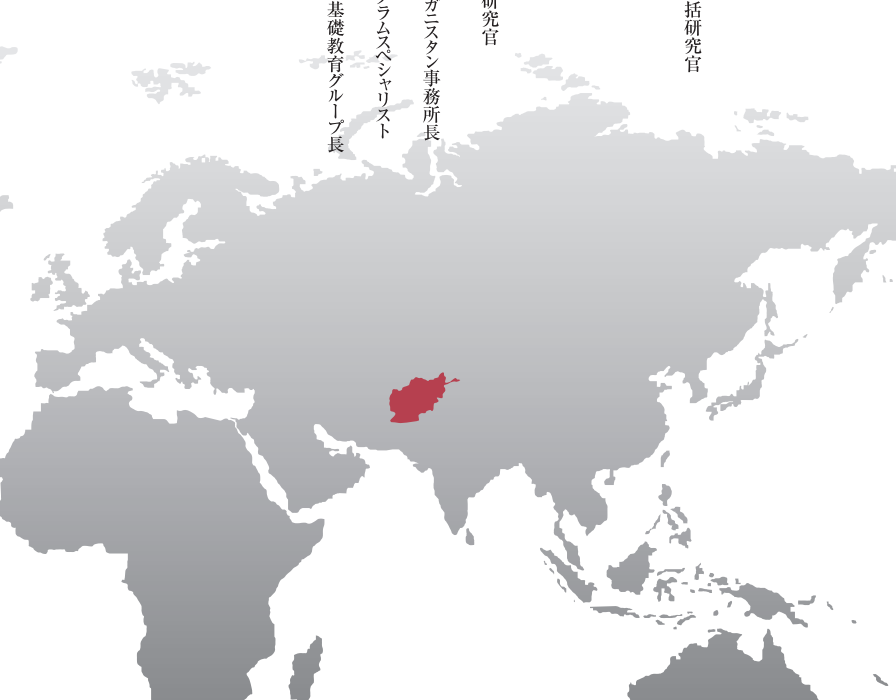 括研究官
研究官
ガニスタン事務所長
ラムスペシャリスト
基礎教育グループ長